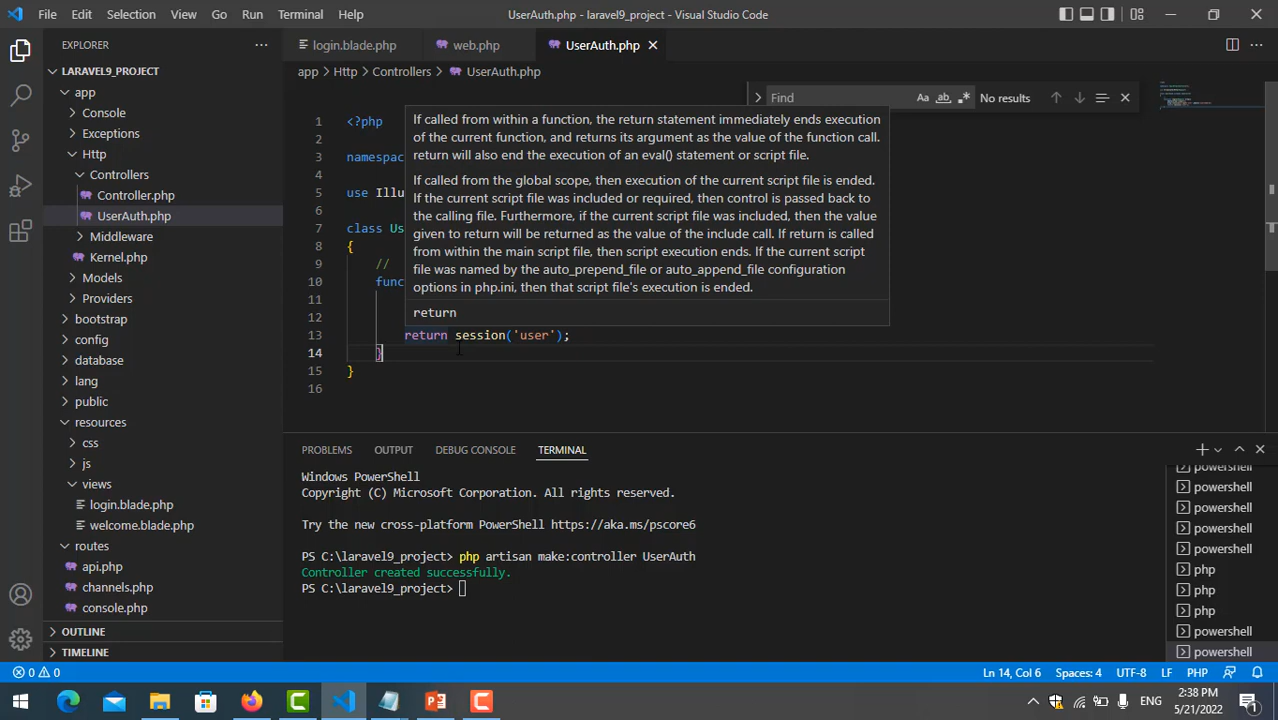 File Edit Selection View Go Run Terminal Help
UserAuth.php - laravel9_project - Visual Studio Code
EXPLORER
LARAVEL9_PROJECT
app
Console
Exceptions
Http
Controllers
Controller.php
UserAuth.php
Middleware
Kernel.php
Models
Providers
bootstrap
config
database
lang
public
resources
css
js
views
login.blade.php
welcome.blade.php
routes
api.php
channels.php
console.php
OUTLINE
TIMELINE
login.blade.php web.php UserAuth.php
app > Http > Controllers > UserAuth.php
Find Aa ab No results
1 <?php
2
3 namespac
4
5 use Illu
6
7 class Us
8 {
9 //
10 func
11
12
13 return session('user');
14 }
15 }
16
If called from within a function, the return statement immediately ends execution
of the current function, and returns its argument as the value of the function call.
return will also end the execution of an eval() statement or script file.
If called from the global scope, then execution of the current script file is ended.
If the current script file was included or required, then control is passed back to
the calling file. Furthermore, if the current script file was included, then the value
given to return will be returned as the value of the include call. If return is called
from within the main script file, then script execution ends. If the current script
file was named by the auto_prepend_file or auto_append_file configuration
options in php.ini, then that script file's execution is ended.
return
PROBLEMS OUTPUT DEBUG CONSOLE TERMINAL
Windows PowerShell
Copyright (C) Microsoft Corporation. All rights reserved.
Try the new cross-platform PowerShell https://aka.ms/pscore6
PS C:\laravel9_project> php artisan make:controller UserAuth
Controller created successfully.
PS C:\laravel9_project>
powershell
powershell
powershell
powershell
powershell
php
php
php
powershell
powershell
0 0
Ln 14, Col 6 Spaces: 4 UTF-8 LF PHP
ENG
2:38 PM
5/21/2022
1